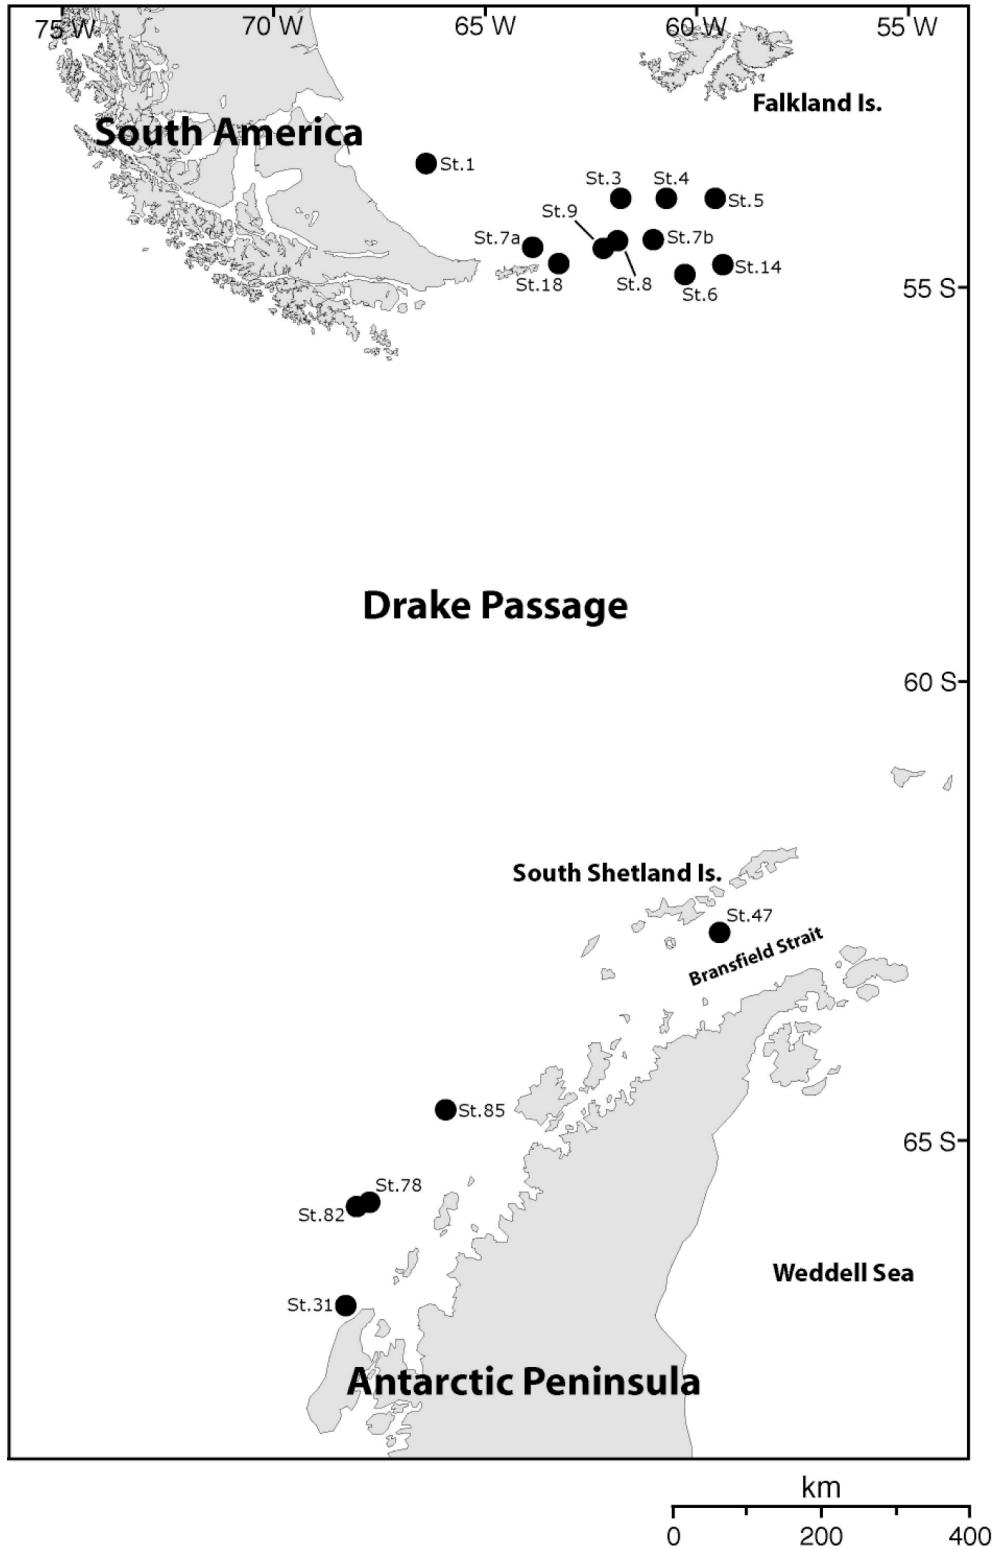 75 W
70 W
65 W
60 W
55 W
Falkland Is.
South America
St.1
St.3
St.4
St.5
St.9
St.7a
St.7b
St.18
St.8
St.14
St.6
55 S
Drake Passage
60 S
South Shetland Is.
St.47
Bransfield Strait
St.85
65 S
St.78
St.82
Weddell Sea
St.31
Antarctic Peninsula
km
0
200
400